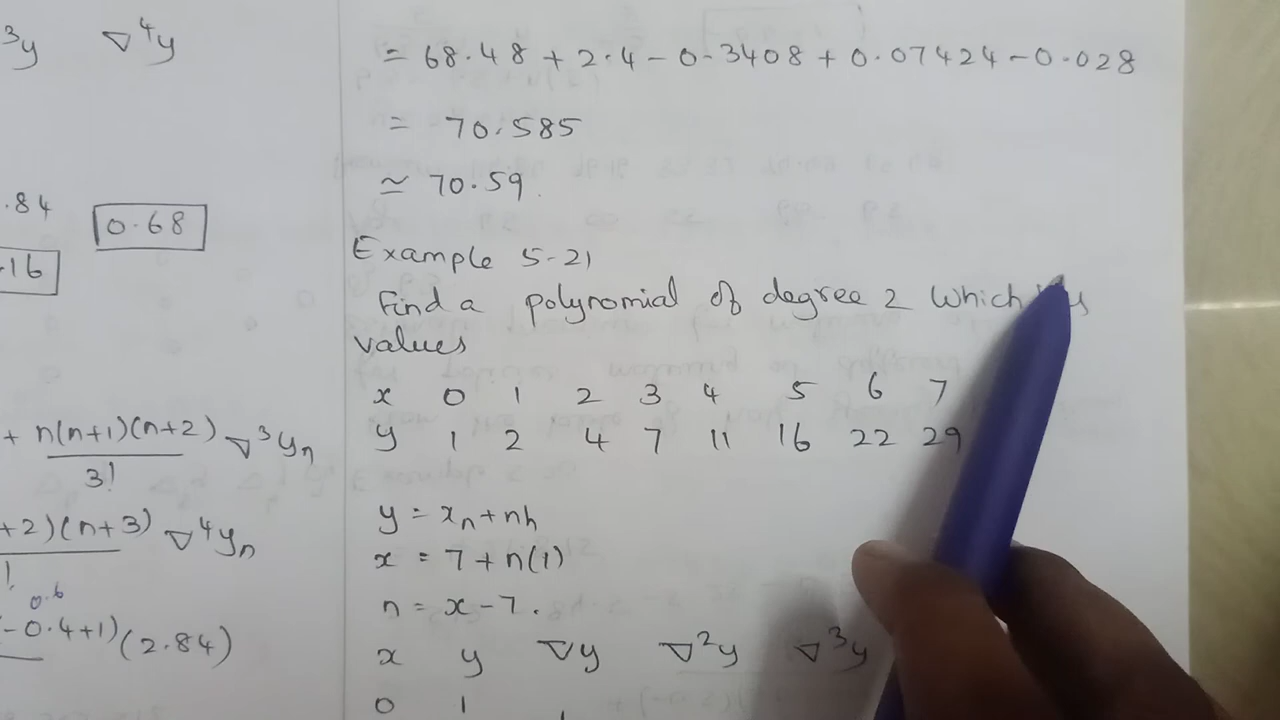 ³y ∇⁴y
.84 0.68
.16
+ n(n+1)(n+2) ∇³yₙ
3!
+2)(n+3) ∇⁴yₙ
!
0.6
-0.4+1)(2.84)
= 68.48 + 2.4 - 0.3408 + 0.07424 - 0.028
= 70.585
≃ 70.59.
Example 5-21
Find a polynomial of degree 2 which
values
x 0 1 2 3 4 5 6 7
y 1 2 4 7 11 16 22 29
y = xₙ + nh
x = 7 + n(1)
n = x - 7.
x y ∇y ∇²y ∇³y
0 1